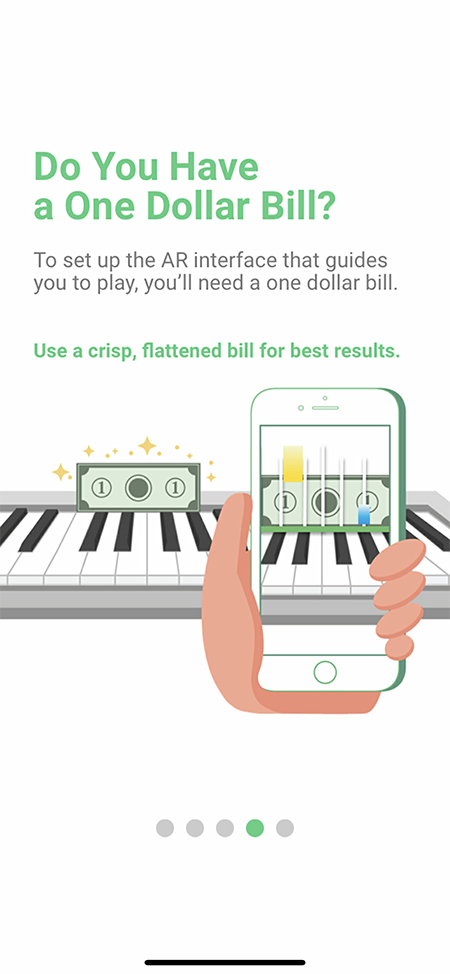 Do You Have
a One Dollar Bill?
To set up the AR interface that guides
you to play, you’ll need a one dollar bill.
Use a crisp, flattened bill for best results.
1 1
1 1